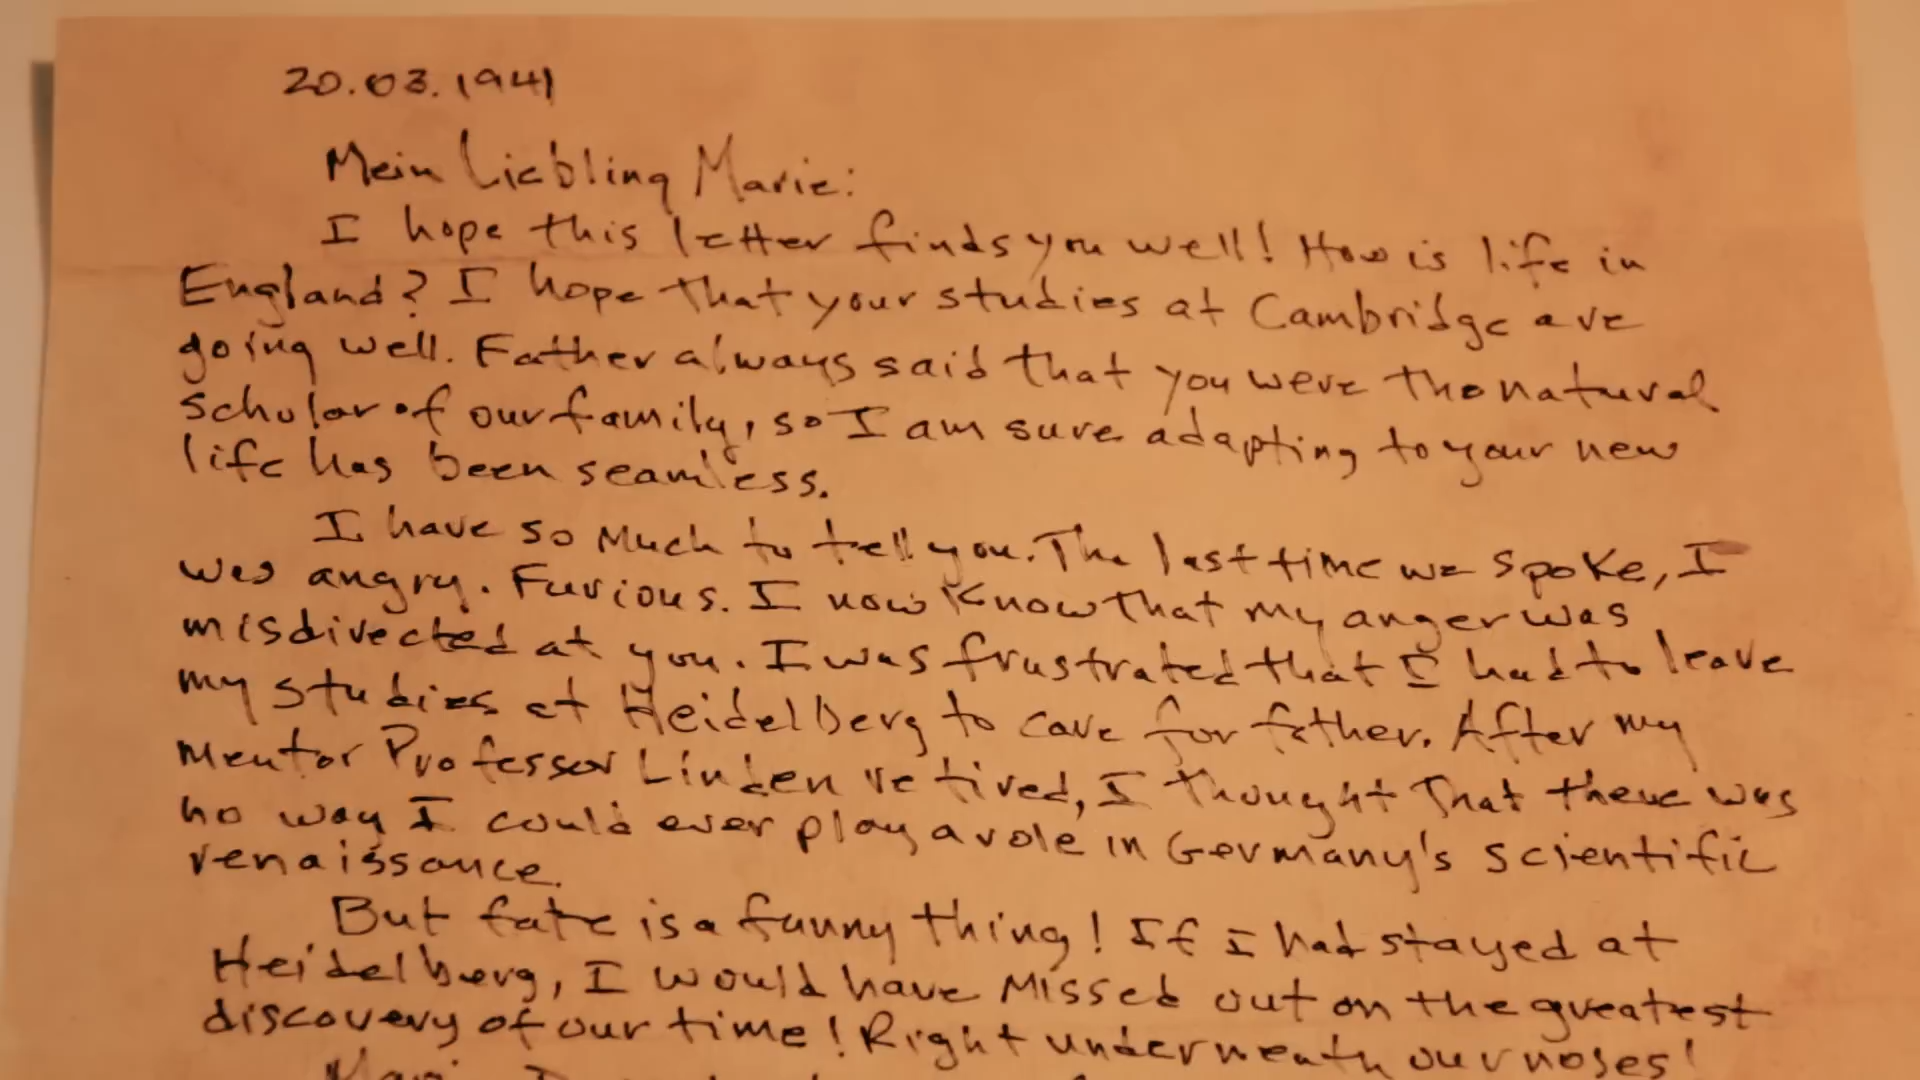 20.03.1941
Mein Liebling Marie:
I hope this letter finds you well! How is life in
England? I hope that your studies at Cambridge are
going well. Father always said that you were the natural
scholar of our family, so I am sure adapting to your new
life has been seamless.
I have so much to tell you. The last time we spoke, I
was angry. Furious. I now know that my anger was
misdirected at you. I was frustrated that I had to leave
my studies at Heidelberg to care for father. After my
mentor Professor Linden retired, I thought that there was
no way I could ever play a role in Germany's scientific
renaissance.
But fate is a funny thing! If I had stayed at
Heidelberg, I would have missed out on the greatest
discovery of our time! Right underneath our noses!